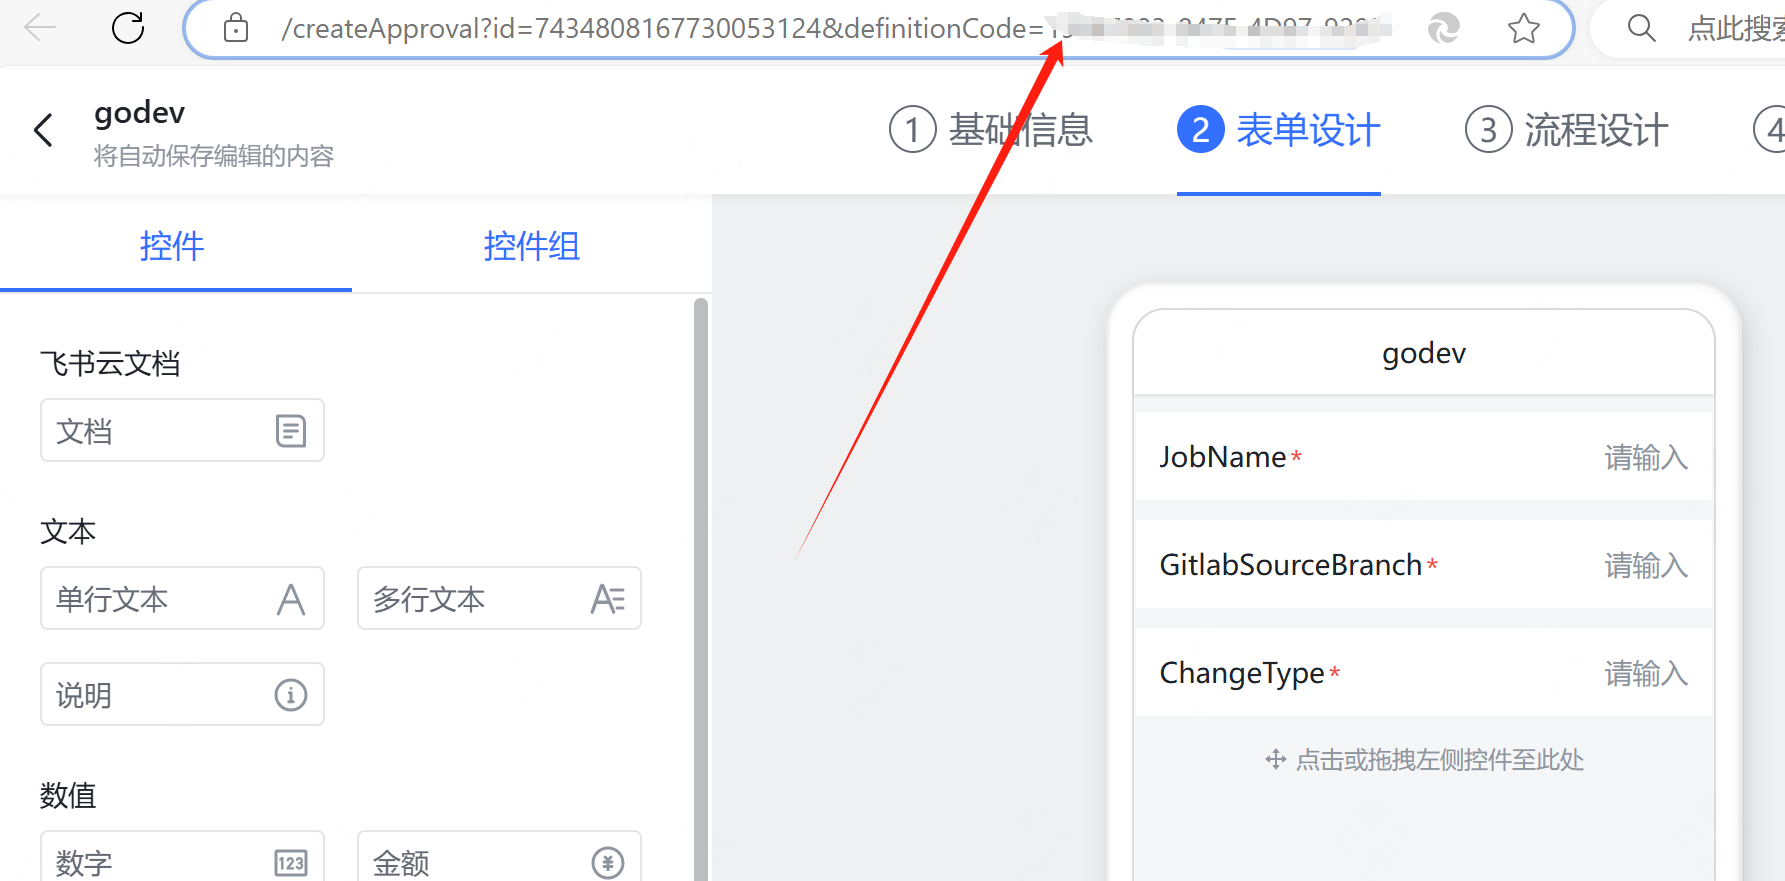 /createApproval?id=7434808167730053124&definitionCode=
点此搜索
godev
将自动保存编辑的内容
1 基础信息
2 表单设计
3 流程设计
4
控件
控件组
飞书云文档
文档
文本
单行文本
多行文本
说明
数值
数字
金额
godev
JobName* 请输入
GitlabSourceBranch* 请输入
ChangeType* 请输入
点击或拖拽左侧控件至此处